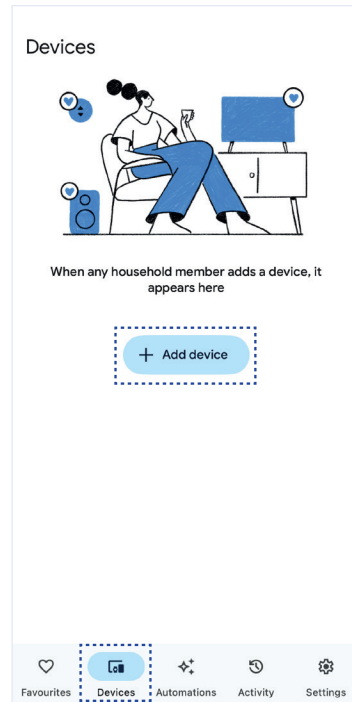 Devices
When any household member adds a device, it
appears here
+ Add device
Favourites Devices Automations Activity Settings